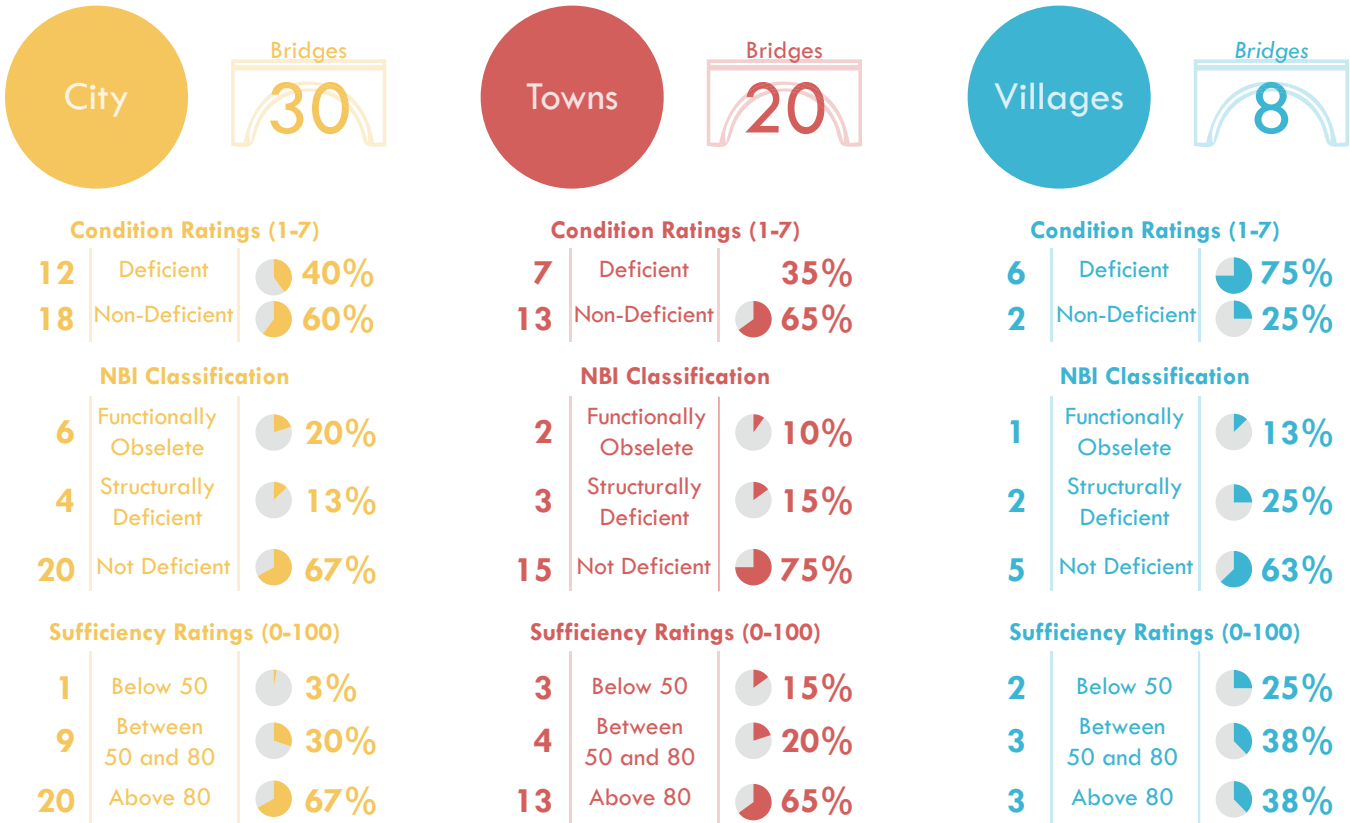 City
Bridges
30
Condition Ratings (1-7)
12 Deficient 40%
18 Non-Deficient 60%
NBI Classification
6 Functionally
Obselete 20%
4 Structurally
Deficient 13%
20 Not Deficient 67%
Sufficiency Ratings (0-100)
1 Below 50 3%
9 Between
50 and 80 30%
20 Above 80 67%
Towns
Bridges
20
Condition Ratings (1-7)
7 Deficient 35%
13 Non-Deficient 65%
NBI Classification
2 Functionally
Obselete 10%
3 Structurally
Deficient 15%
15 Not Deficient 75%
Sufficiency Ratings (0-100)
3 Below 50 15%
4 Between
50 and 80 20%
13 Above 80 65%
Villages
Bridges
8
Condition Ratings (1-7)
6 Deficient 75%
2 Non-Deficient 25%
NBI Classification
1 Functionally
Obselete 13%
2 Structurally
Deficient 25%
5 Not Deficient 63%
Sufficiency Ratings (0-100)
2 Below 50 25%
3 Between
50 and 80 38%
3 Above 80 38%